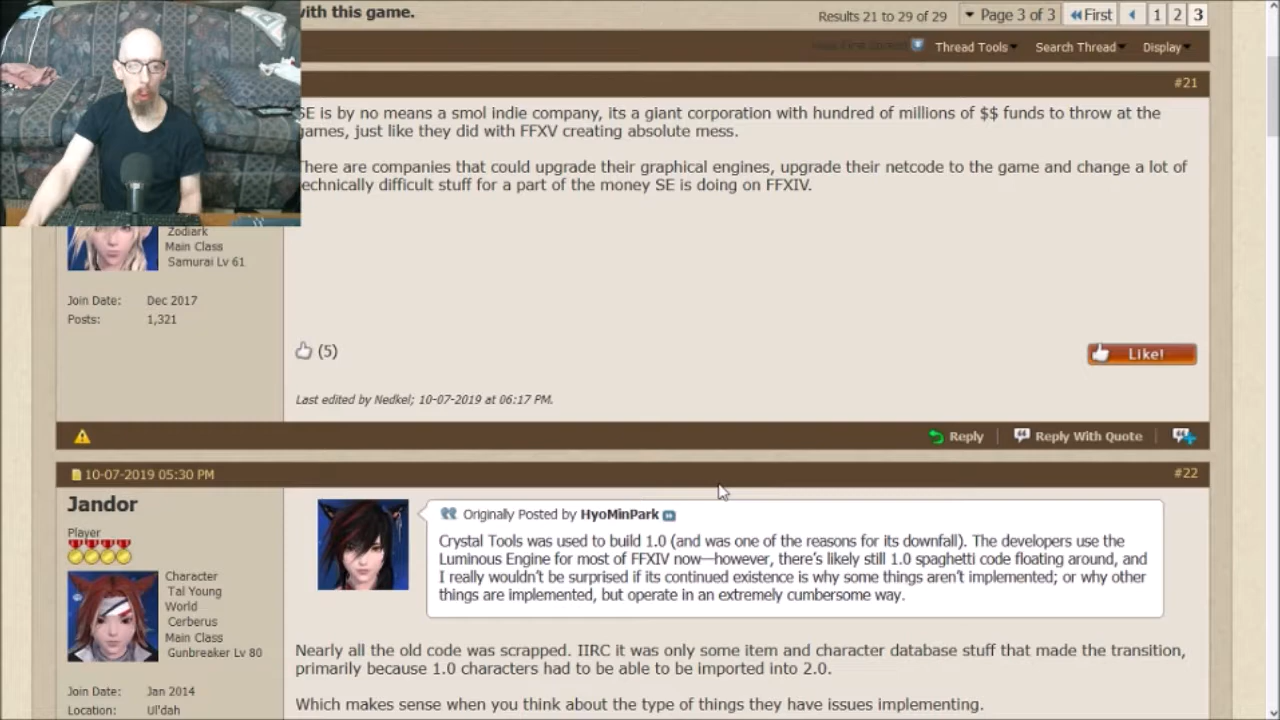 with this game.
Results 21 to 29 of 29
Page 3 of 3
First
1
2
3
Thread Tools
Search Thread
Display
#21
SE is by no means a smol indie company, its a giant corporation with hundred of millions of $$ funds to throw at the
games, just like they did with FFXV creating absolute mess.
There are companies that could upgrade their graphical engines, upgrade their netcode to the game and change a lot of
technically difficult stuff for a part of the money SE is doing on FFXIV.
Zodiark
Main Class
Samurai Lv 61
Join Date: Dec 2017
Posts: 1,321
(5)
Like!
Last edited by Nedkel; 10-07-2019 at 06:17 PM.
Reply
Reply With Quote
10-07-2019 05:30 PM
#22
Jandor
Player
Character
Tal Young
World
Cerberus
Main Class
Gunbreaker Lv 80
Join Date: Jan 2014
Location: Ul'dah
Originally Posted by HyoMinPark
Crystal Tools was used to build 1.0 (and was one of the reasons for its downfall). The developers use the
Luminous Engine for most of FFXIV now—however, there's likely still 1.0 spaghetti code floating around, and
I really wouldn't be surprised if its continued existence is why some things aren't implemented; or why other
things are implemented, but operate in an extremely cumbersome way.
Nearly all the old code was scrapped. IIRC it was only some item and character database stuff that made the transition,
primarily because 1.0 characters had to be able to be imported into 2.0.
Which makes sense when you think about the type of things they have issues implementing.